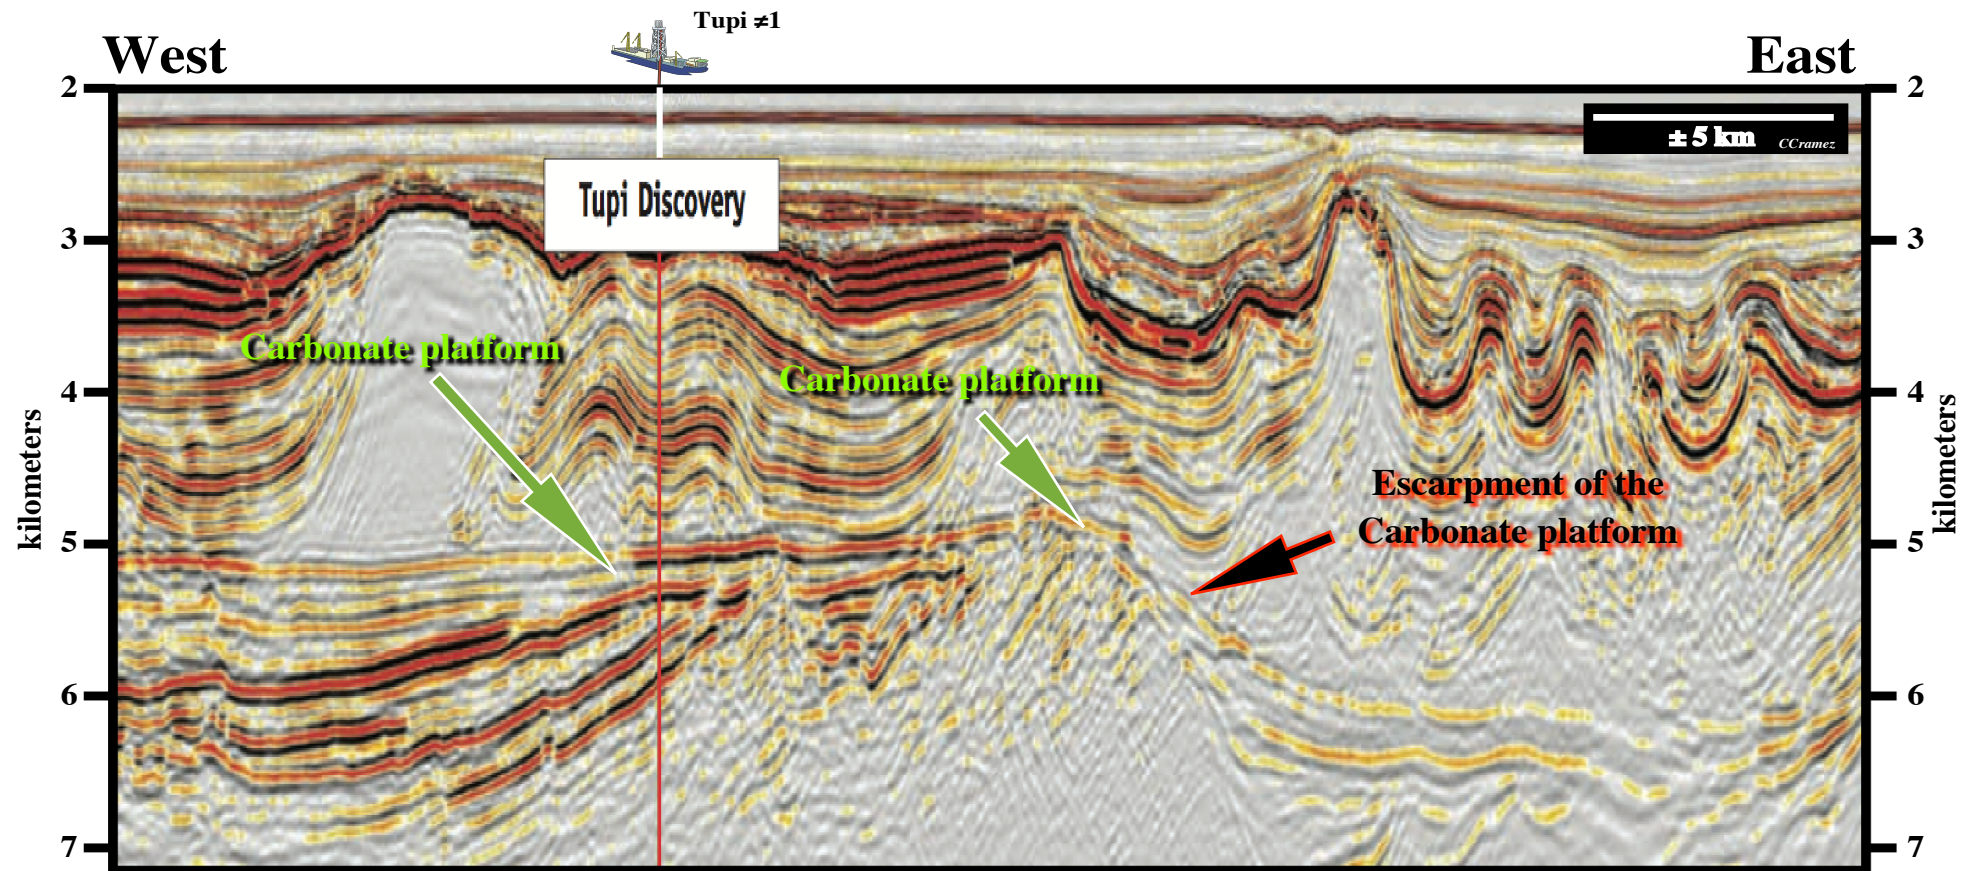 Tupi ≠1
West
East
2
2
± 5 km
CCramez
Tupi Discovery
3
3
Carbonate platform
Carbonate platform
4
4
kilometers
kilometers
Escarpment of the
Carbonate platform
5
5
6
6
7
7